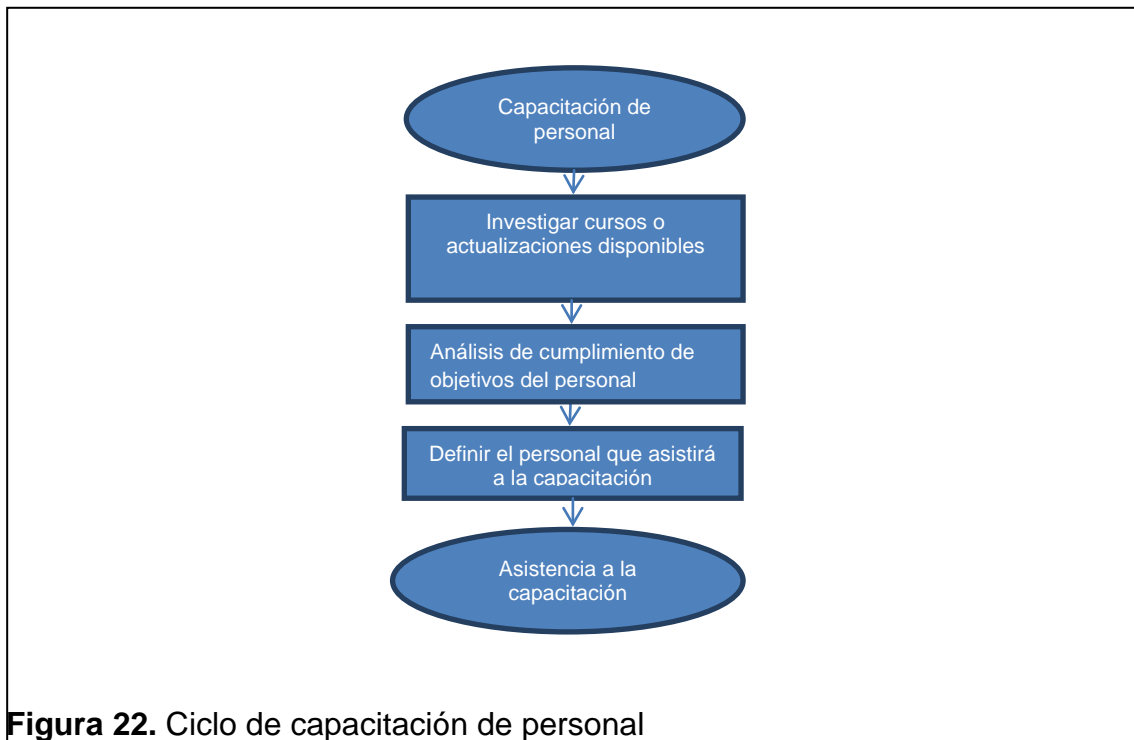 Capacitación de
personal
Investigar cursos o
actualizaciones disponibles
Análisis de cumplimiento de
objetivos del personal
Definir el personal que asistirá
a la capacitación
Asistencia a la
capacitación
Figura 22. Ciclo de capacitación de personal